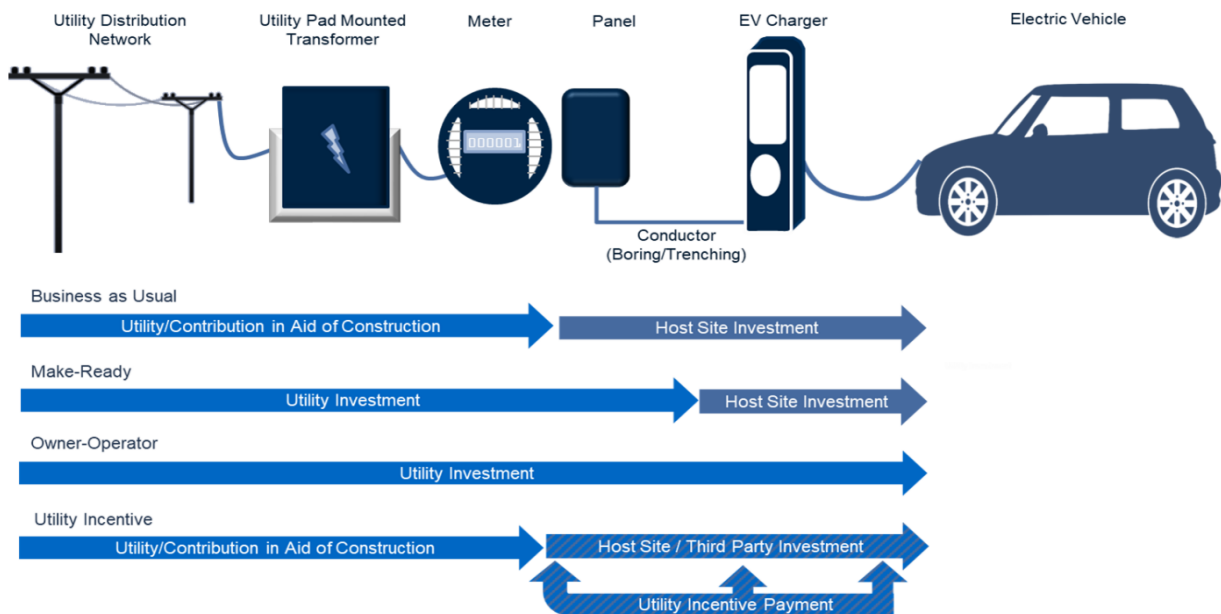 Utility Distribution
Network
Utility Pad Mounted
Transformer
Meter
Panel
EV Charger
Electric Vehicle
000001
Conductor
(Boring/Trenching)
Business as Usual
Utility/Contribution in Aid of Construction
Host Site Investment
Make-Ready
Utility Investment
Host Site Investment
Owner-Operator
Utility Investment
Utility Incentive
Utility/Contribution in Aid of Construction
Host Site / Third Party Investment
Utility Incentive Payment